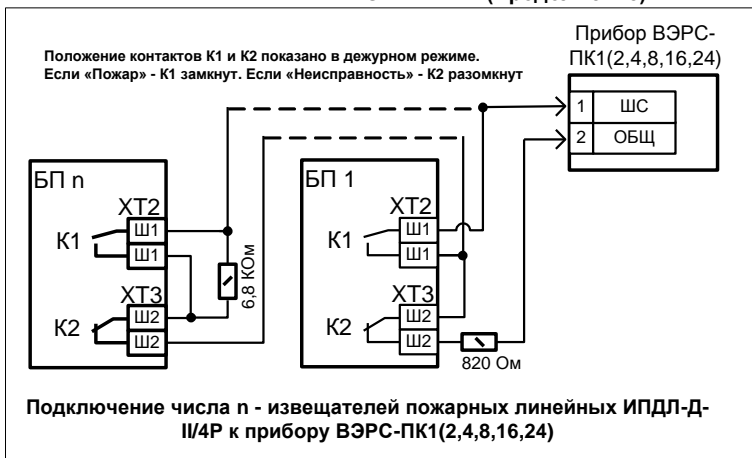 Положение контактов К1 и К2 показано в дежурном режиме.
Если «Пожар» - К1 замкнут. Если «Неисправность» - К2 разомкнут
Прибор ВЭРС-
ПК1(2,4,8,16,24)
1 ШС
2 ОБЩ
БП n
ХТ2
К1
Ш1
Ш1
6,8 КОм
ХТ3
К2
Ш2
Ш2
БП 1
ХТ2
К1
Ш1
Ш1
ХТ3
К2
Ш2
Ш2
820 Ом
Подключение числа n - извещателей пожарных линейных ИПДЛ-Д-
II/4Р к прибору ВЭРС-ПК1(2,4,8,16,24)